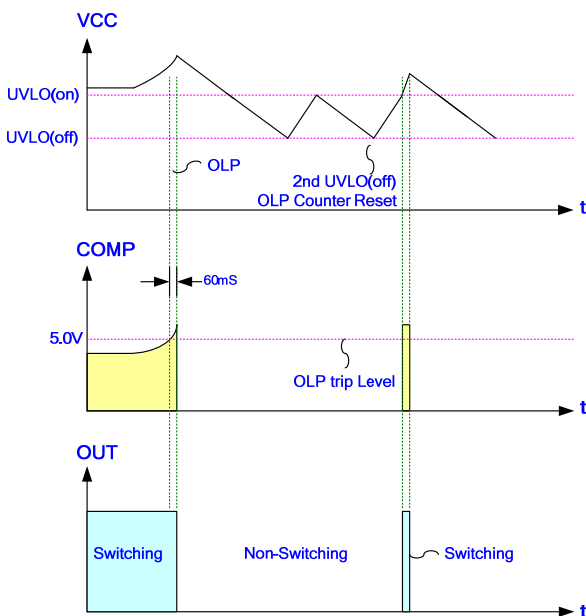 VCC
UVLO(on)
UVLO(off)
OLP
2nd UVLO(off)
OLP Counter Reset
t
COMP
60mS
5.0V
OLP trip Level
t
OUT
Switching
Non-Switching
Switching
t